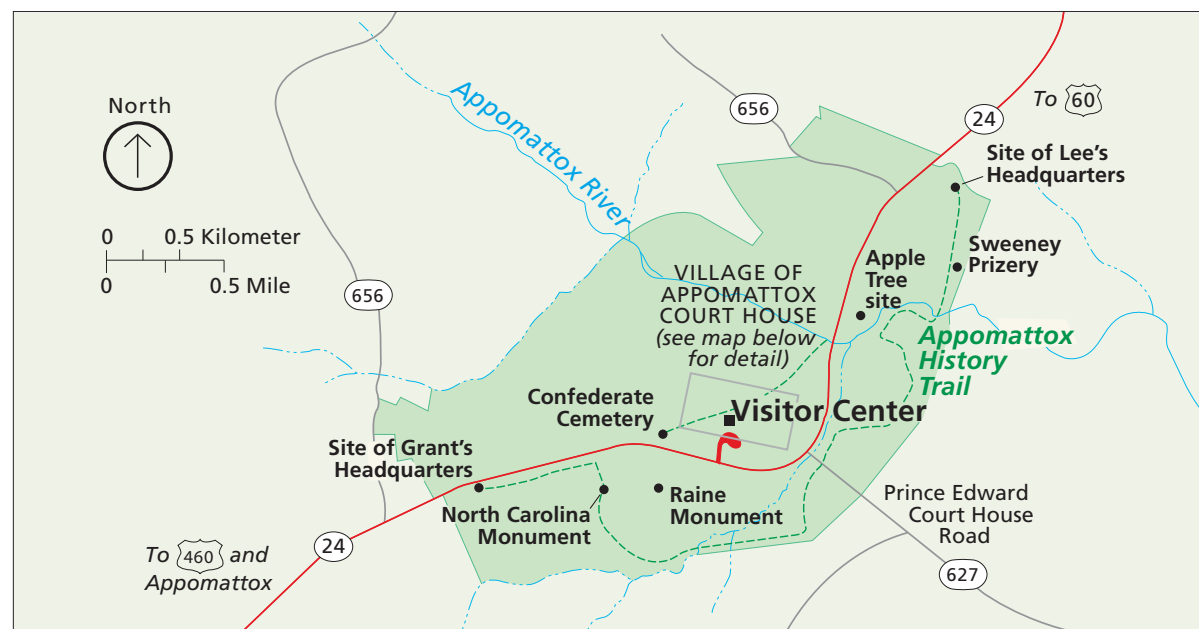 North
0 0.5 Kilometer
0 0.5 Mile
656
Appomattox River
656
To 60
24
Site of Lee's
Headquarters
Sweeney
Prizery
Apple
Tree
site
VILLAGE OF
APPOMATTOX
COURT HOUSE
(see map below
for detail)
Appomattox
History
Trail
Confederate
Cemetery
Visitor Center
Site of Grant's
Headquarters
North Carolina
Monument
Raine
Monument
Prince Edward
Court House
Road
627
24
To 460 and
Appomattox